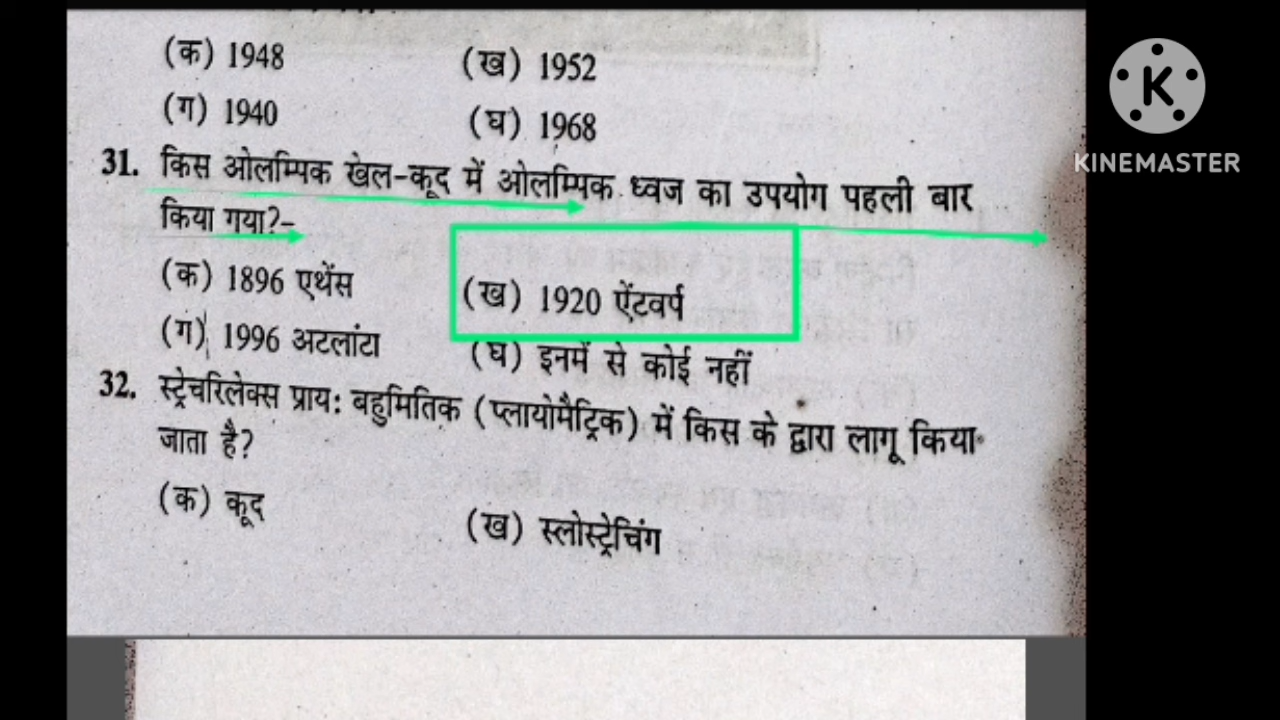 (क) 1948 (ख) 1952
(ग) 1940 (घ) 1968
31. किस ओलम्पिक खेल-कूद में ओलम्पिक ध्वज का उपयोग पहली बार
किया गया?-
(क) 1896 एथेंस (ख) 1920 ऐंटवर्प
(ग) 1996 अटलांटा (घ) इनमें से कोई नहीं
32. स्ट्रेचरिलेक्स प्रायः बहुमितिक (प्लायोमैट्रिक) में किस के द्वारा लागू किया
जाता है?
(क) कूद (ख) स्लोस्ट्रेचिंग
K
KINEMASTER